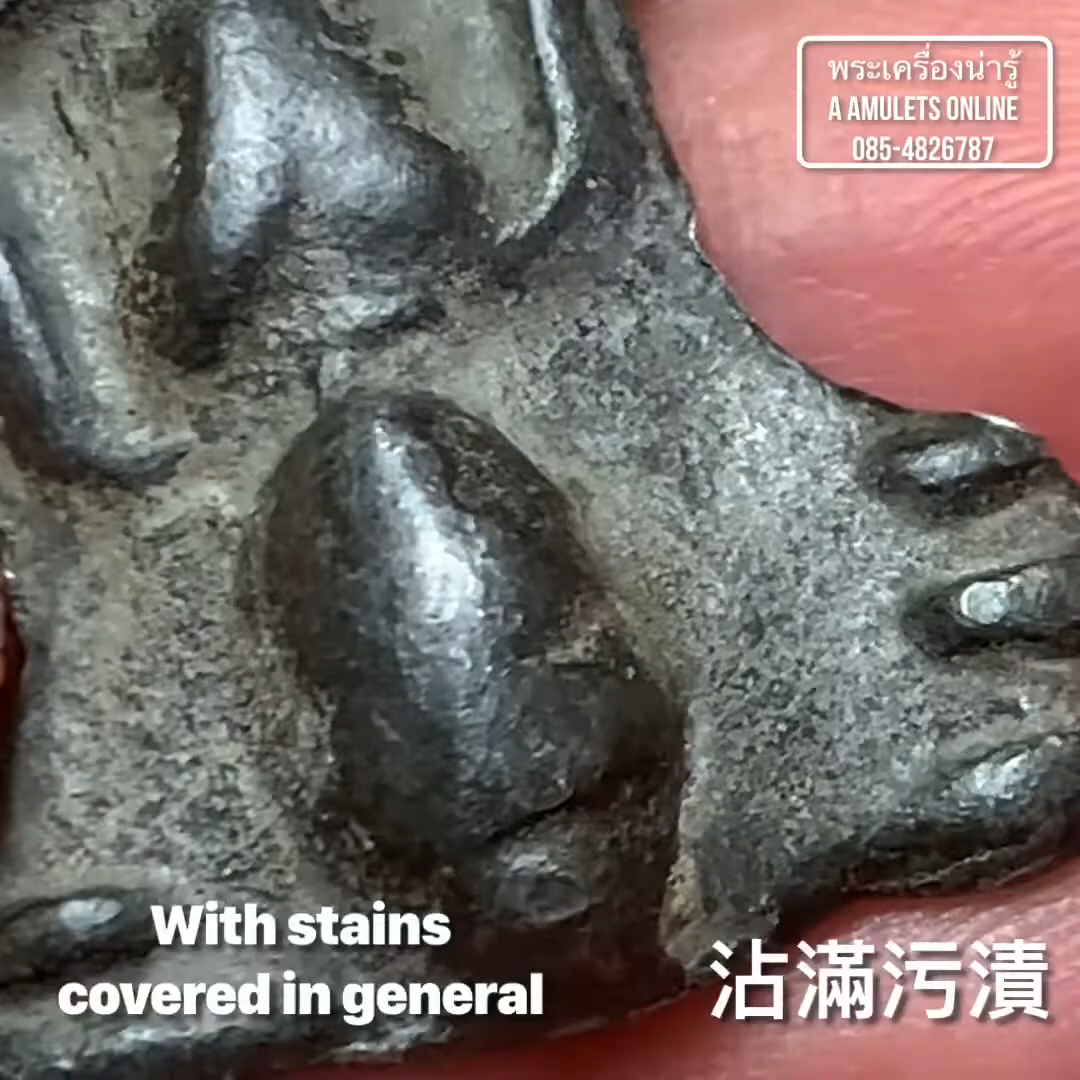 พระเครื่องน่ารู้
A AMULETS ONLINE
085-4826787
With stains
covered in general
沾滿污漬